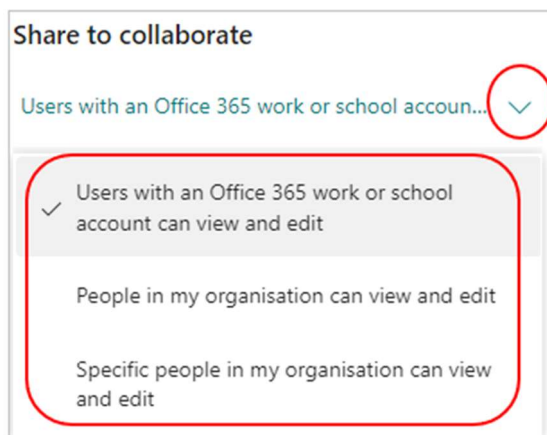 Share to collaborate
Users with an Office 365 work or school accoun...
Users with an Office 365 work or school
account can view and edit
People in my organisation can view and edit
Specific people in my organisation can view
and edit